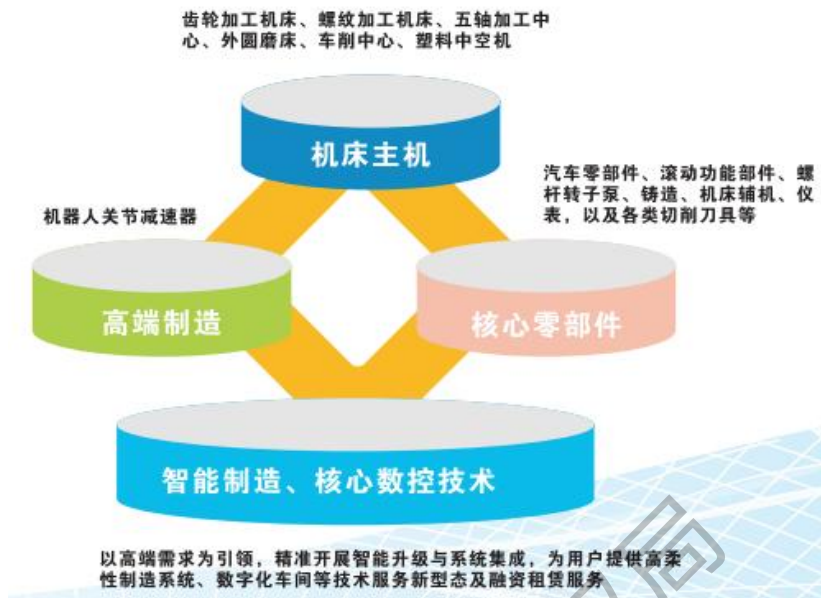 齿轮加工机床、螺纹加工机床、五轴加工中
心、外圆磨床、车削中心、塑料中空机
机床主机
汽车零部件、滚动功能部件、螺
杆转子泵、铸造、机床辅机、仪
表，以及各类切削刀具等
机器人关节减速器
高端制造
核心零部件
智能制造、核心数控技术
以高端需求为引领，精准开展智能升级与系统集成，为用户提供高柔
性制造系统、数字化车间等技术服务新型态及融资租赁服务
局